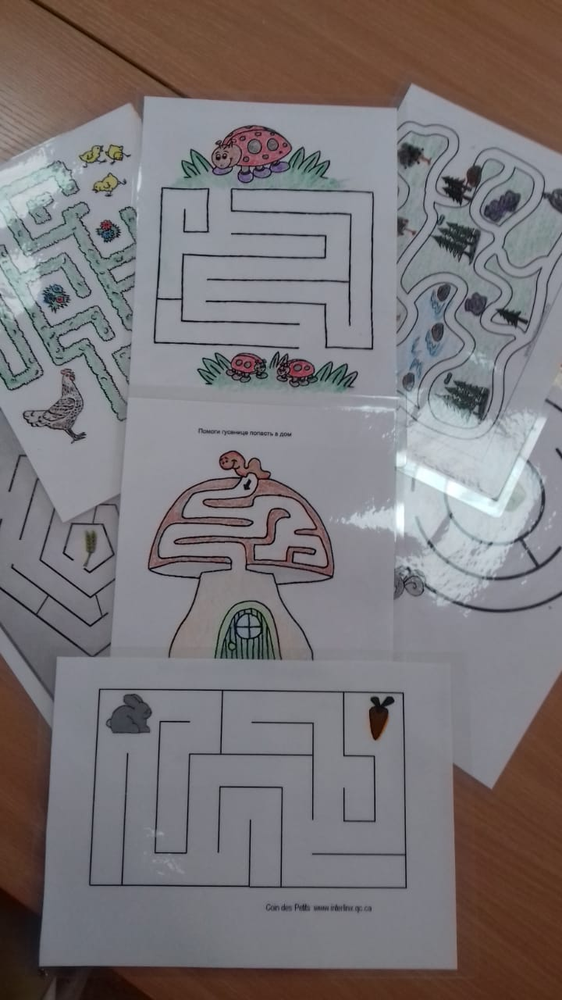 Помоги гусенице попасть в дом
Coin des Petits www.interlinx.qc.ca